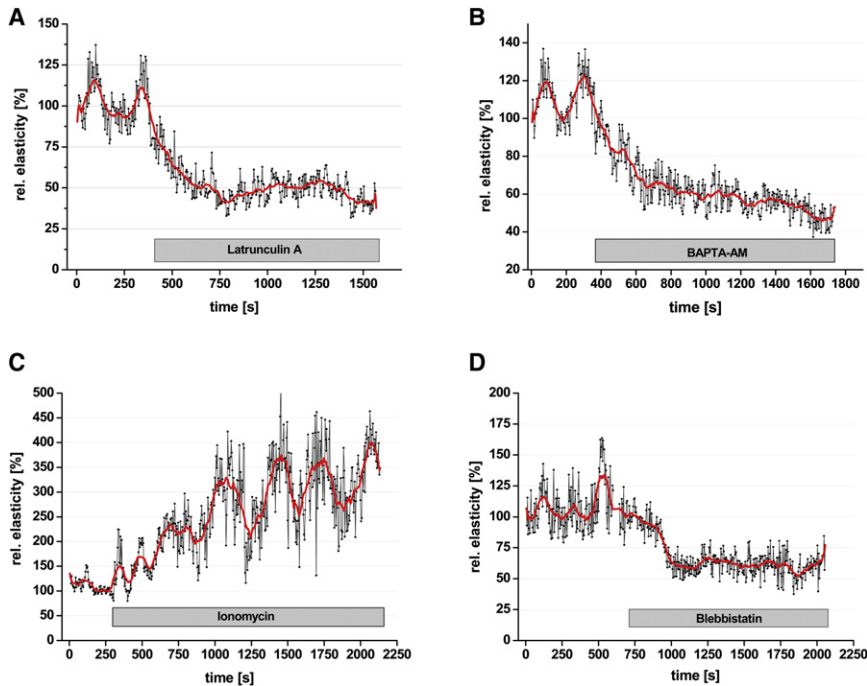 A
rel. elasticity [%]
150
125
100
75
50
25
0
Latrunculin A
0 250 500 750 1000 1250 1500
time [s]
B
rel. elasticity [%]
140
120
100
80
60
40
20
BAPTA-AM
0 200 400 600 800 1000 1200 1400 1600 1800
time [s]
C
rel. elasticity [%]
500
450
400
350
300
250
200
150
100
50
0
Ionomycin
0 250 500 750 1000 1250 1500 1750 2000 2250
time [s]
D
rel. elasticity [%]
200
175
150
125
100
75
50
25
0
Blebbistatin
0 250 500 750 1000 1250 1500 1750 2000 2250
time [s]